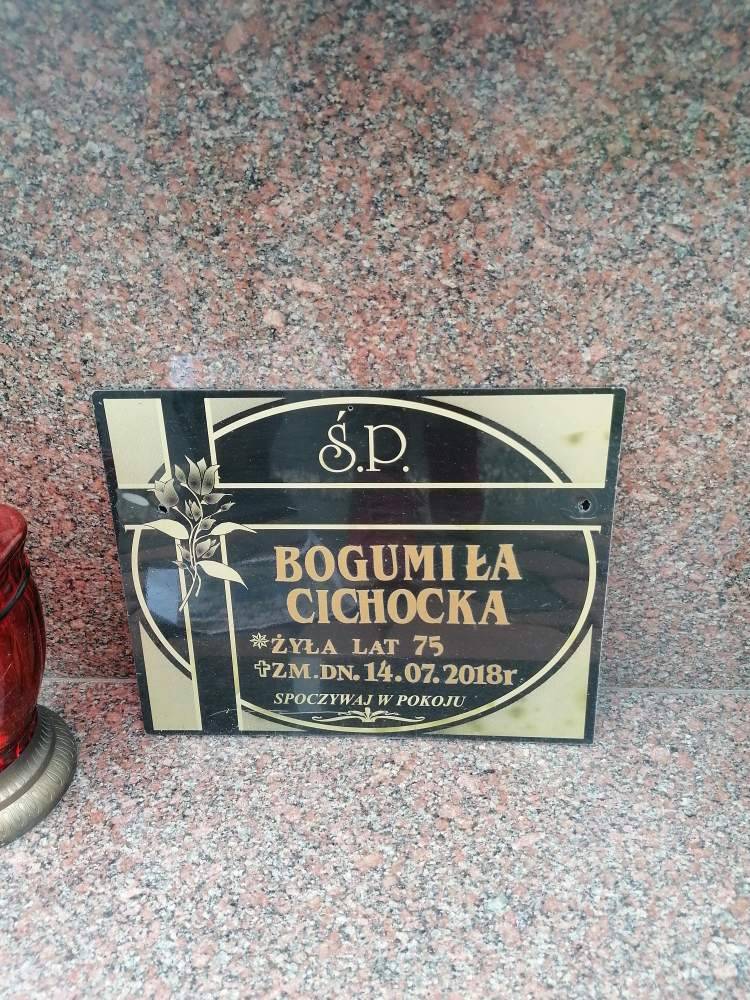 Ś.P.
BOGUMIŁA
CICHOCKA
ŻYŁA LAT 75
ZM.DN. 14.07.2018r
SPOCZYWAJ W POKOJU